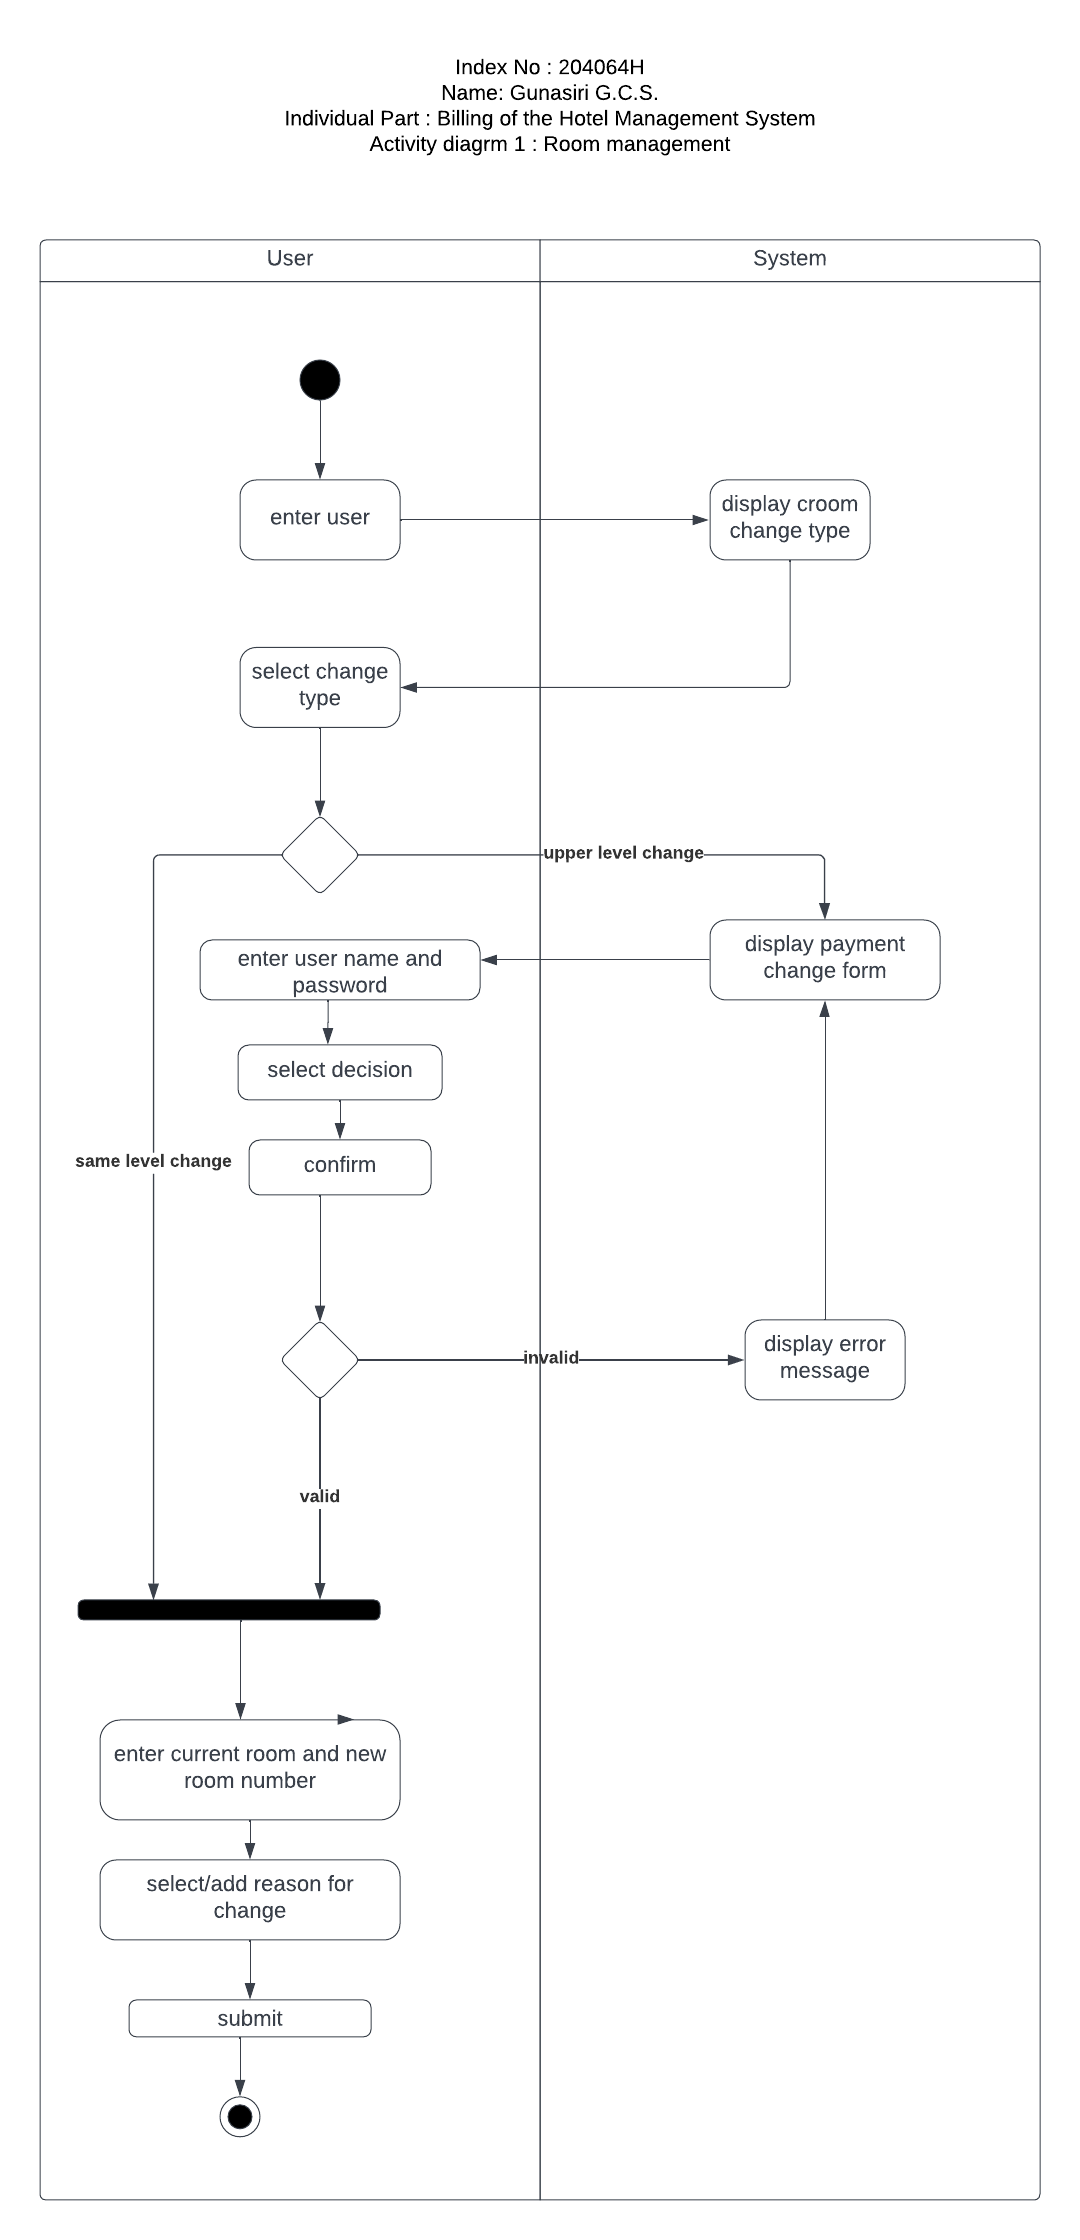 Index No : 204064H
Name: Gunasiri G.C.S.
Individual Part : Billing of the Hotel Management System
Activity diagrm 1 : Room management
User
System
enter user
display croom
change type
select change
type
upper level change
display payment
change form
enter user name and
password
select decision
confirm
same level change
invalid
display error
message
valid
enter current room and new
room number
select/add reason for
change
submit